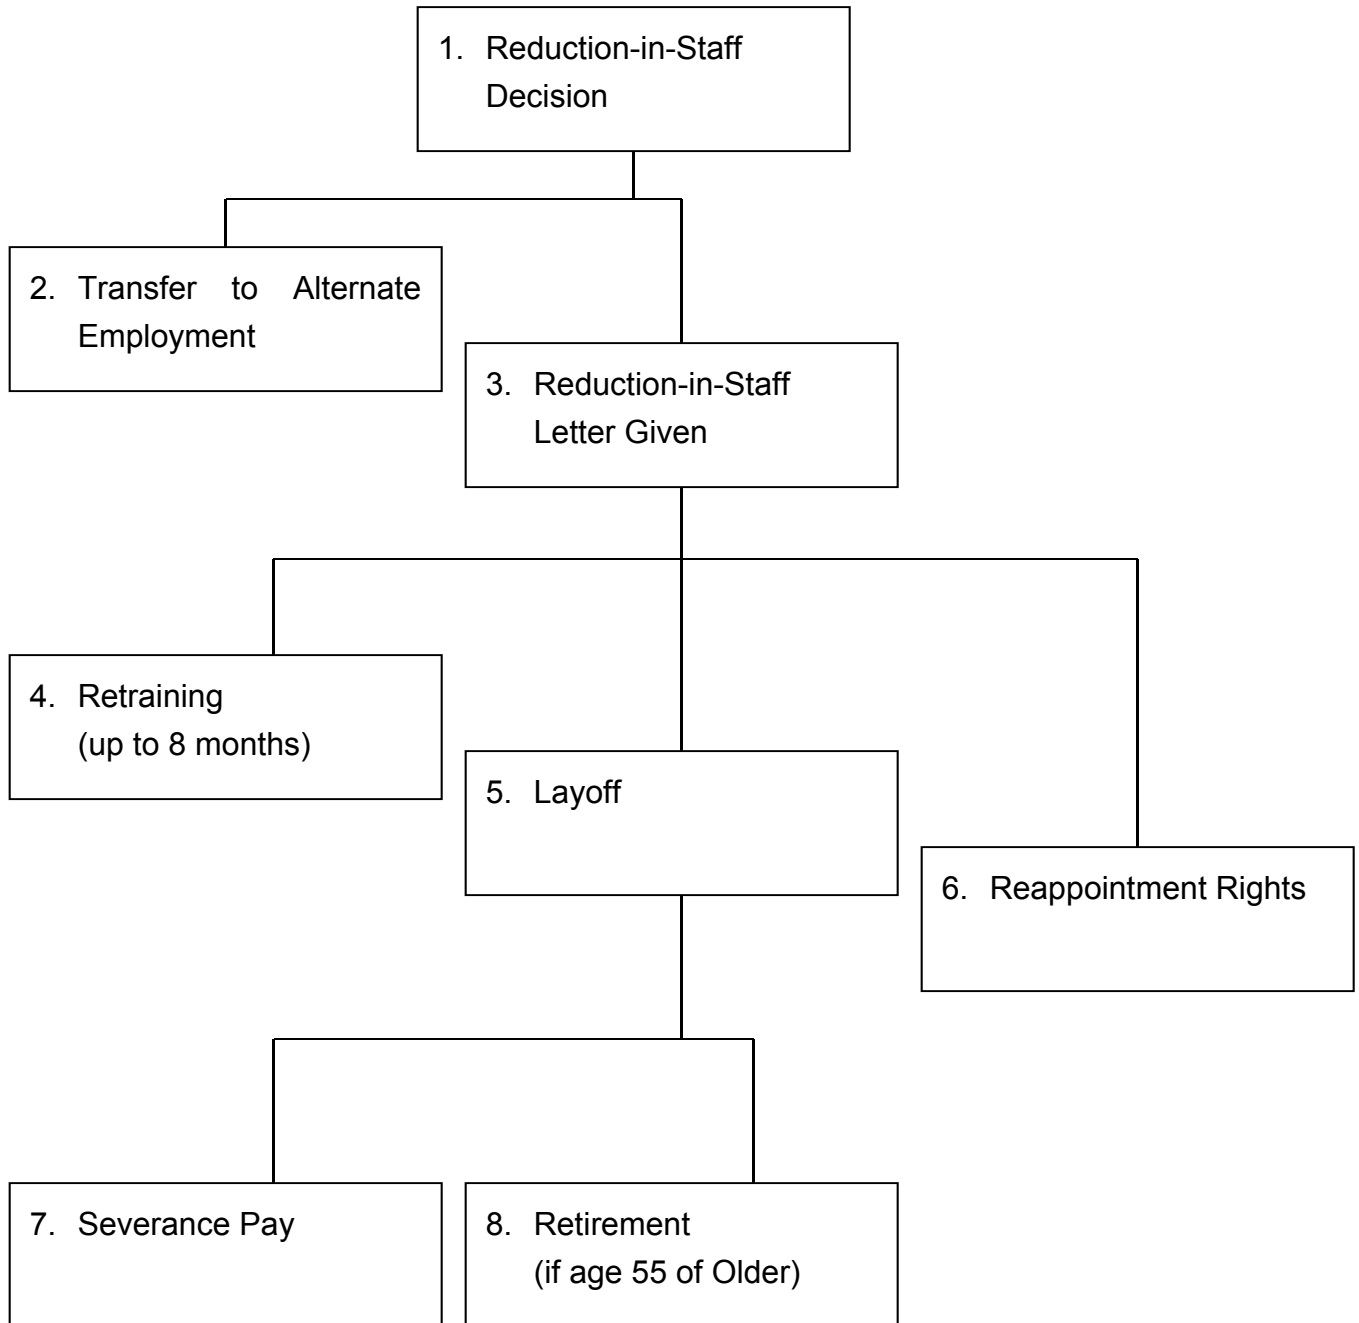 1. Reduction-in-Staff
Decision
2. Transfer to Alternate
Employment
3. Reduction-in-Staff
Letter Given
4. Retraining
(up to 8 months)
5. Layoff
6. Reappointment Rights
7. Severance Pay
8. Retirement
(if age 55 of Older)